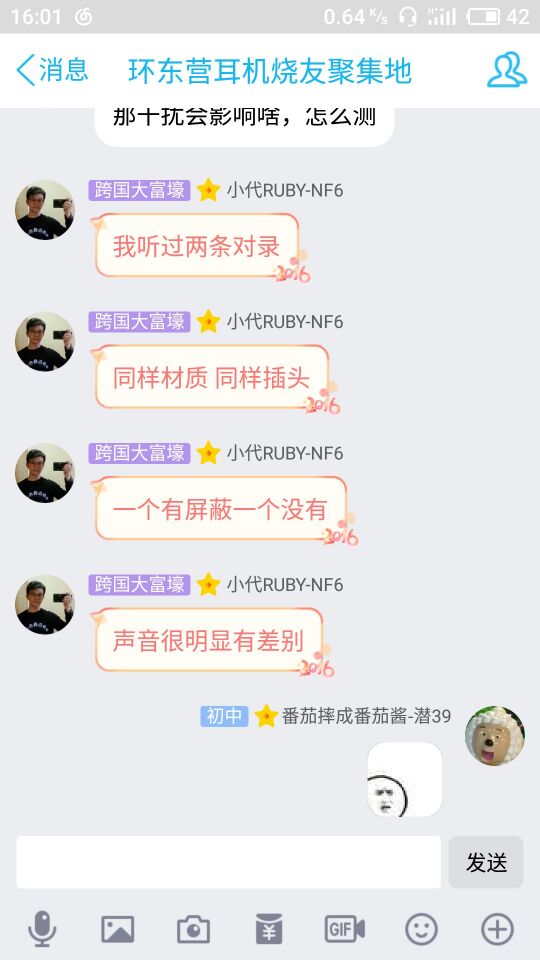 16:01 0.64 K/s H 42
消息 环东营耳机烧友聚集地
那干扰会影响啥，怎么测
跨国大富壕 小代RUBY-NF6
我听过两条对录
2016
跨国大富壕 小代RUBY-NF6
同样材质 同样插头
2016
跨国大富壕 小代RUBY-NF6
一个有屏蔽一个没有
2016
跨国大富壕 小代RUBY-NF6
声音很明显有差别
2016
初中 番茄摔成番茄酱-潜39
发送
¥ GIF